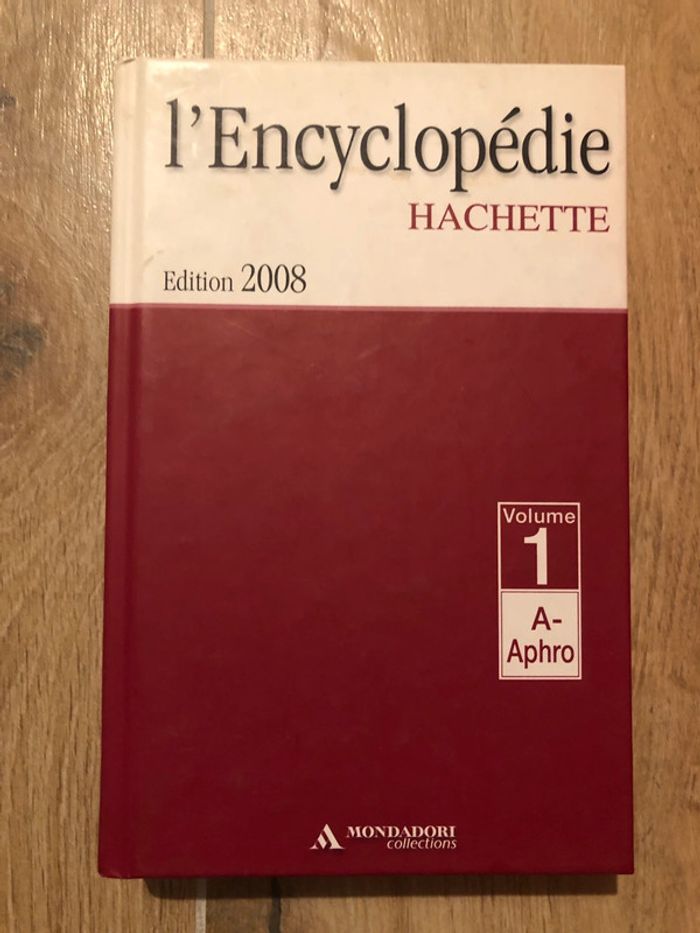 l'Encyclopédie
HACHETTE
Edition 2008
Volume
1
A-
Aphro
MONDADORI
collections